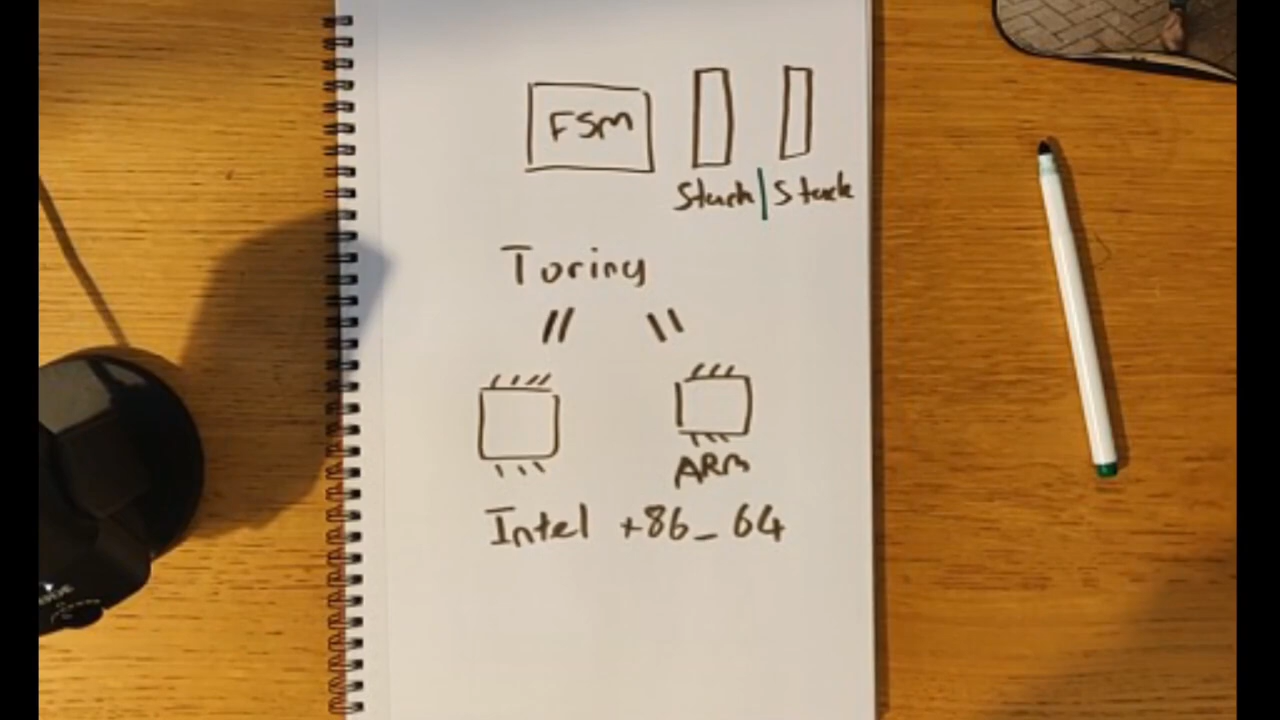 FSM
Stack | Stack
Turing
ARM
Intel x86_64